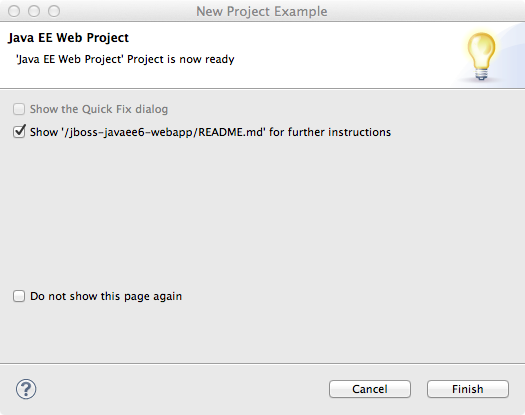 New Project Example
Java EE Web Project
'Java EE Web Project' Project is now ready
Show the Quick Fix dialog
Show '/jboss-javaee6-webapp/README.md' for further instructions
Do not show this page again
?
Cancel
Finish